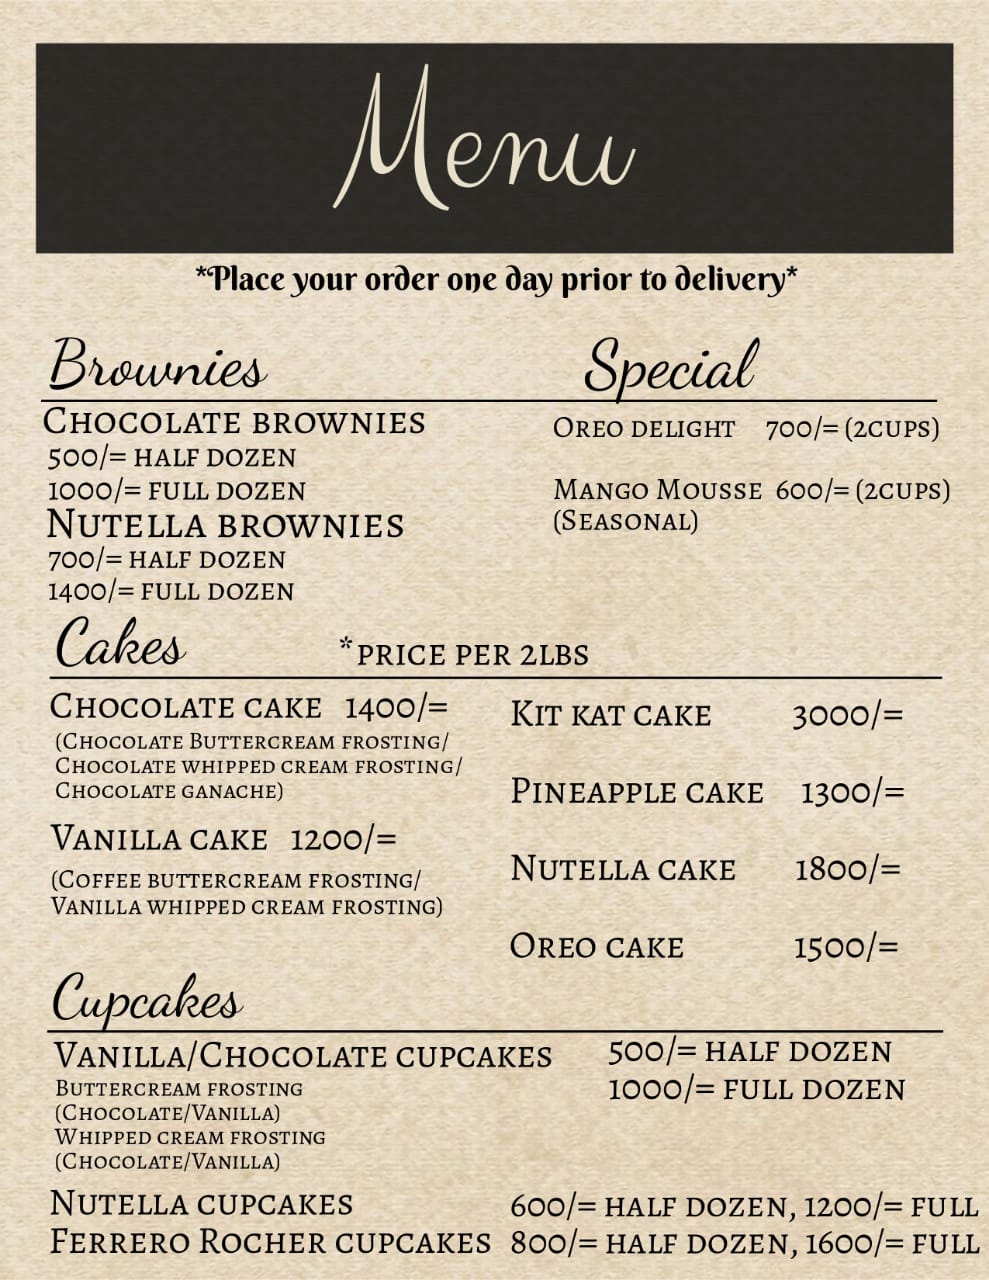 Menu
*Place your order one day prior to delivery*
Brownies
Chocolate brownies
500/= half dozen
1000/= full dozen
Nutella brownies
700/= half dozen
1400/= full dozen
Special
Oreo delight 700/= (2cups)
Mango Mousse 600/= (2cups)
(Seasonal)
Cakes *price per 2lbs
Chocolate cake 1400/=
(Chocolate Buttercream frosting/
Chocolate whipped cream frosting/
Chocolate ganache)
Vanilla cake 1200/=
(Coffee buttercream frosting/
Vanilla whipped cream frosting)
Kit kat cake 3000/=
Pineapple cake 1300/=
Nutella cake 1800/=
Oreo cake 1500/=
Cupcakes
Vanilla/Chocolate cupcakes
Buttercream frosting
(Chocolate/Vanilla)
Whipped cream frosting
(Chocolate/Vanilla)
500/= half dozen
1000/= full dozen
Nutella cupcakes 600/= half dozen, 1200/= full
Ferrero Rocher cupcakes 800/= half dozen, 1600/= full